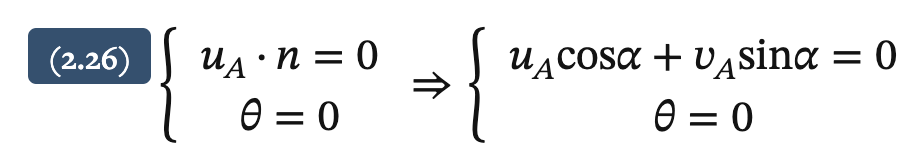 (2.26) { u_A · n = 0 ⇒ { u_A cosα + v_A sinα = 0
θ = 0 θ = 0